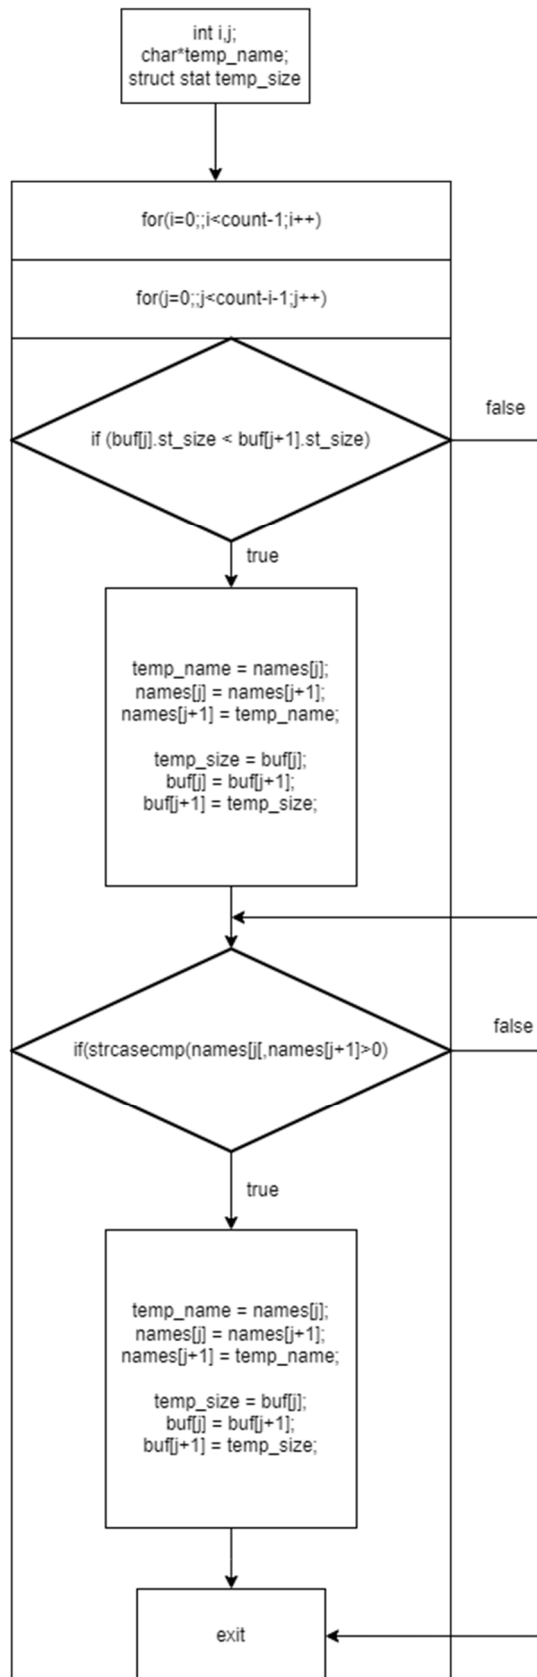 int i,j;
char*temp_name;
struct stat temp_size
for(i=0;;i<count-1;i++)
for(j=0;;j<count-i-1;j++)
if (buf[j].st_size < buf[j+1].st_size)
false
true
temp_name = names[j];
names[j] = names[j+1];
names[j+1] = temp_name;
temp_size = buf[j];
buf[j] = buf[j+1];
buf[j+1] = temp_size;
if(strcasecmp(names[j[,names[j+1]>0)
false
true
temp_name = names[j];
names[j] = names[j+1];
names[j+1] = temp_name;
temp_size = buf[j];
buf[j] = buf[j+1];
buf[j+1] = temp_size;
exit